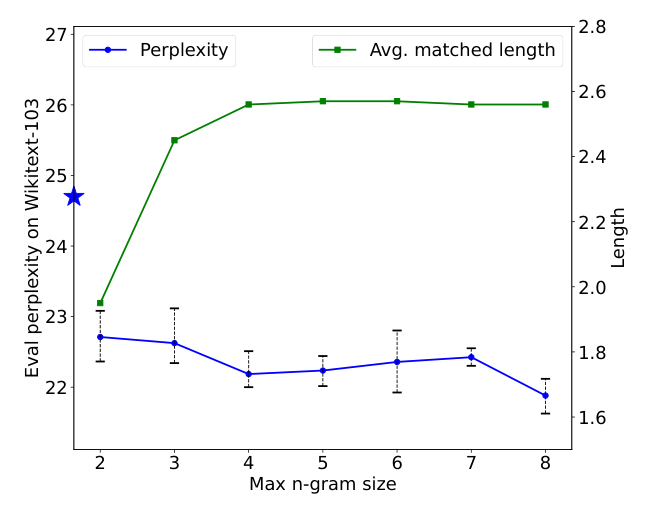 Perplexity
Avg. matched length
Eval perplexity on Wikitext-103
27
26
25
24
23
22
2.8
2.6
2.4
2.2
2.0
1.8
1.6
Length
2 3 4 5 6 7 8
Max n-gram size